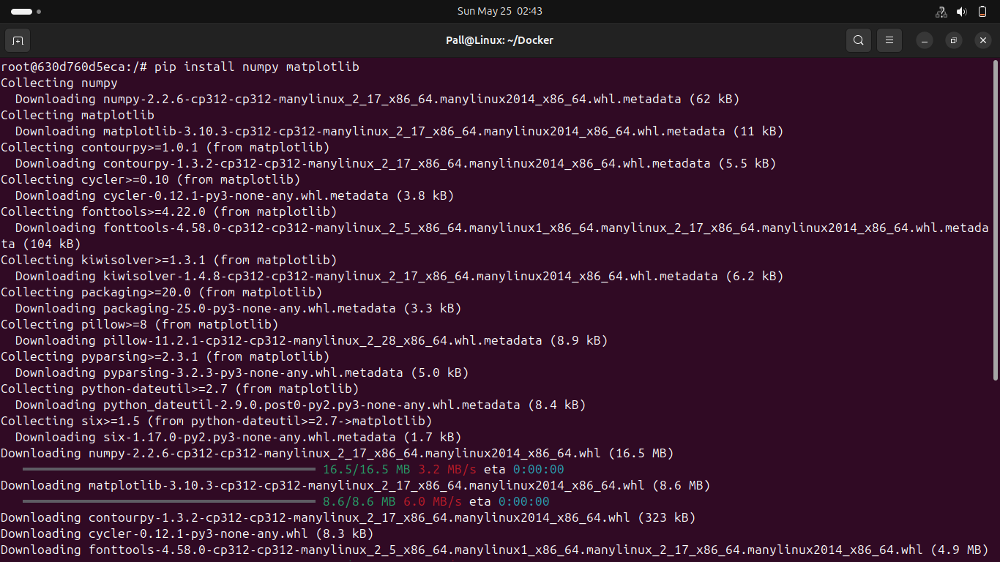 Sun May 25 02:43
Pall@Linux: ~/Docker
root@630d760d5eca:/# pip install numpy matplotlib
Collecting numpy
  Downloading numpy-2.2.6-cp312-cp312-manylinux_2_17_x86_64.manylinux2014_x86_64.whl.metadata (62 kB)
Collecting matplotlib
  Downloading matplotlib-3.10.3-cp312-cp312-manylinux_2_17_x86_64.manylinux2014_x86_64.whl.metadata (11 kB)
Collecting contourpy>=1.0.1 (from matplotlib)
  Downloading contourpy-1.3.2-cp312-cp312-manylinux_2_17_x86_64.manylinux2014_x86_64.whl.metadata (5.5 kB)
Collecting cycler>=0.10 (from matplotlib)
  Downloading cycler-0.12.1-py3-none-any.whl.metadata (3.8 kB)
Collecting fonttools>=4.22.0 (from matplotlib)
  Downloading fonttools-4.58.0-cp312-cp312-manylinux_2_5_x86_64.manylinux1_x86_64.manylinux_2_17_x86_64.manylinux2014_x86_64.whl.metada
ta (104 kB)
Collecting kiwisolver>=1.3.1 (from matplotlib)
  Downloading kiwisolver-1.4.8-cp312-cp312-manylinux_2_17_x86_64.manylinux2014_x86_64.whl.metadata (6.2 kB)
Collecting packaging>=20.0 (from matplotlib)
  Downloading packaging-25.0-py3-none-any.whl.metadata (3.3 kB)
Collecting pillow>=8 (from matplotlib)
  Downloading pillow-11.2.1-cp312-cp312-manylinux_2_28_x86_64.whl.metadata (8.9 kB)
Collecting pyparsing>=2.3.1 (from matplotlib)
  Downloading pyparsing-3.2.3-py3-none-any.whl.metadata (5.0 kB)
Collecting python-dateutil>=2.7 (from matplotlib)
  Downloading python_dateutil-2.9.0.post0-py2.py3-none-any.whl.metadata (8.4 kB)
Collecting six>=1.5 (from python-dateutil>=2.7->matplotlib)
  Downloading six-1.17.0-py2.py3-none-any.whl.metadata (1.7 kB)
Downloading numpy-2.2.6-cp312-cp312-manylinux_2_17_x86_64.manylinux2014_x86_64.whl (16.5 MB)
16.5/16.5 MB 3.2 MB/s eta 0:00:00
Downloading matplotlib-3.10.3-cp312-cp312-manylinux_2_17_x86_64.manylinux2014_x86_64.whl (8.6 MB)
8.6/8.6 MB 6.0 MB/s eta 0:00:00
Downloading contourpy-1.3.2-cp312-cp312-manylinux_2_17_x86_64.manylinux2014_x86_64.whl (323 kB)
Downloading cycler-0.12.1-py3-none-any.whl (8.3 kB)
Downloading fonttools-4.58.0-cp312-cp312-manylinux_2_5_x86_64.manylinux1_x86_64.manylinux_2_17_x86_64.manylinux2014_x86_64.whl (4.9 MB)